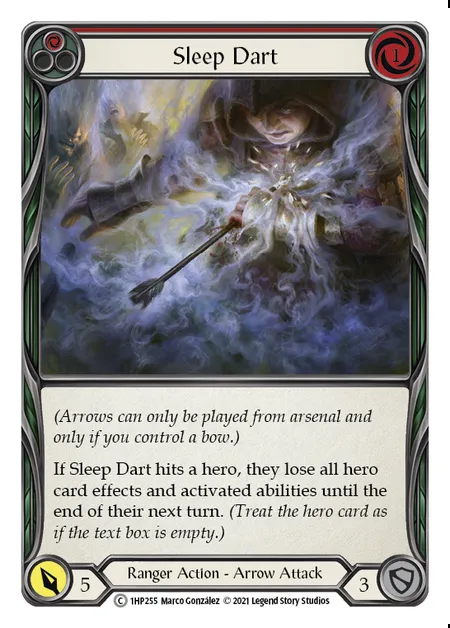 Sleep Dart
1
(Arrows can only be played from arsenal and
only if you control a bow.)
If Sleep Dart hits a hero, they lose all hero
card effects and activated abilities until the
end of their next turn. (Treat the hero card as
if the text box is empty.)
5
Ranger Action - Arrow Attack
3
C 1HP255 Marco González © 2021 Legend Story Studios